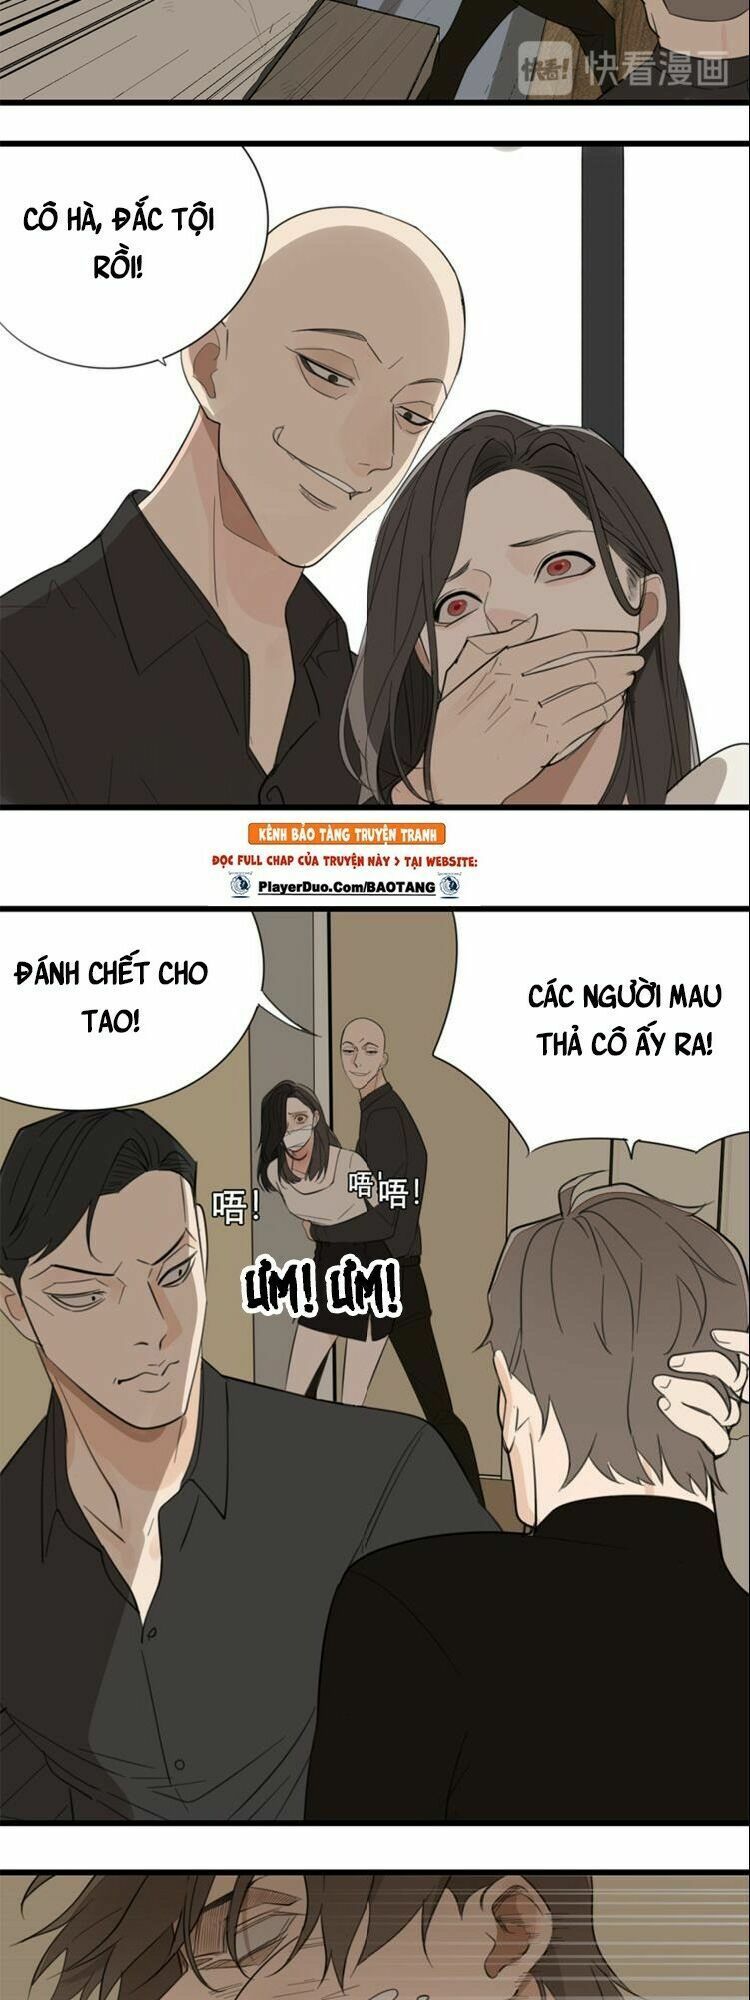 快看! 快看漫画
CÔ HÀ, ĐẮC TỘI
RỒI!
KÊNH BẢO TÀNG TRUYỆN TRANH
ĐỌC FULL CHAP CỦA TRUYỆN NÀY > TẠI WEBSITE:
PlayerDuo.Com/BAOTANG
ĐÁNH CHẾT CHO
TAO!
CÁC NGƯỜI MAU
THẢ CÔ ẤY RA!
唔!
唔唔!
ƯM! ƯM!